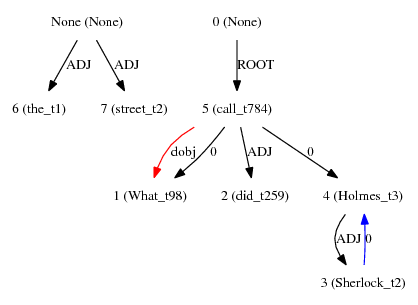 None (None) 0 (None)
ADJ ADJ ROOT
6 (the_t1) 7 (street_t2) 5 (call_t784)
dobj 0 ADJ 0
1 (What_t98) 2 (did_t259) 4 (Holmes_t3)
ADJ 0
3 (Sherlock_t2)